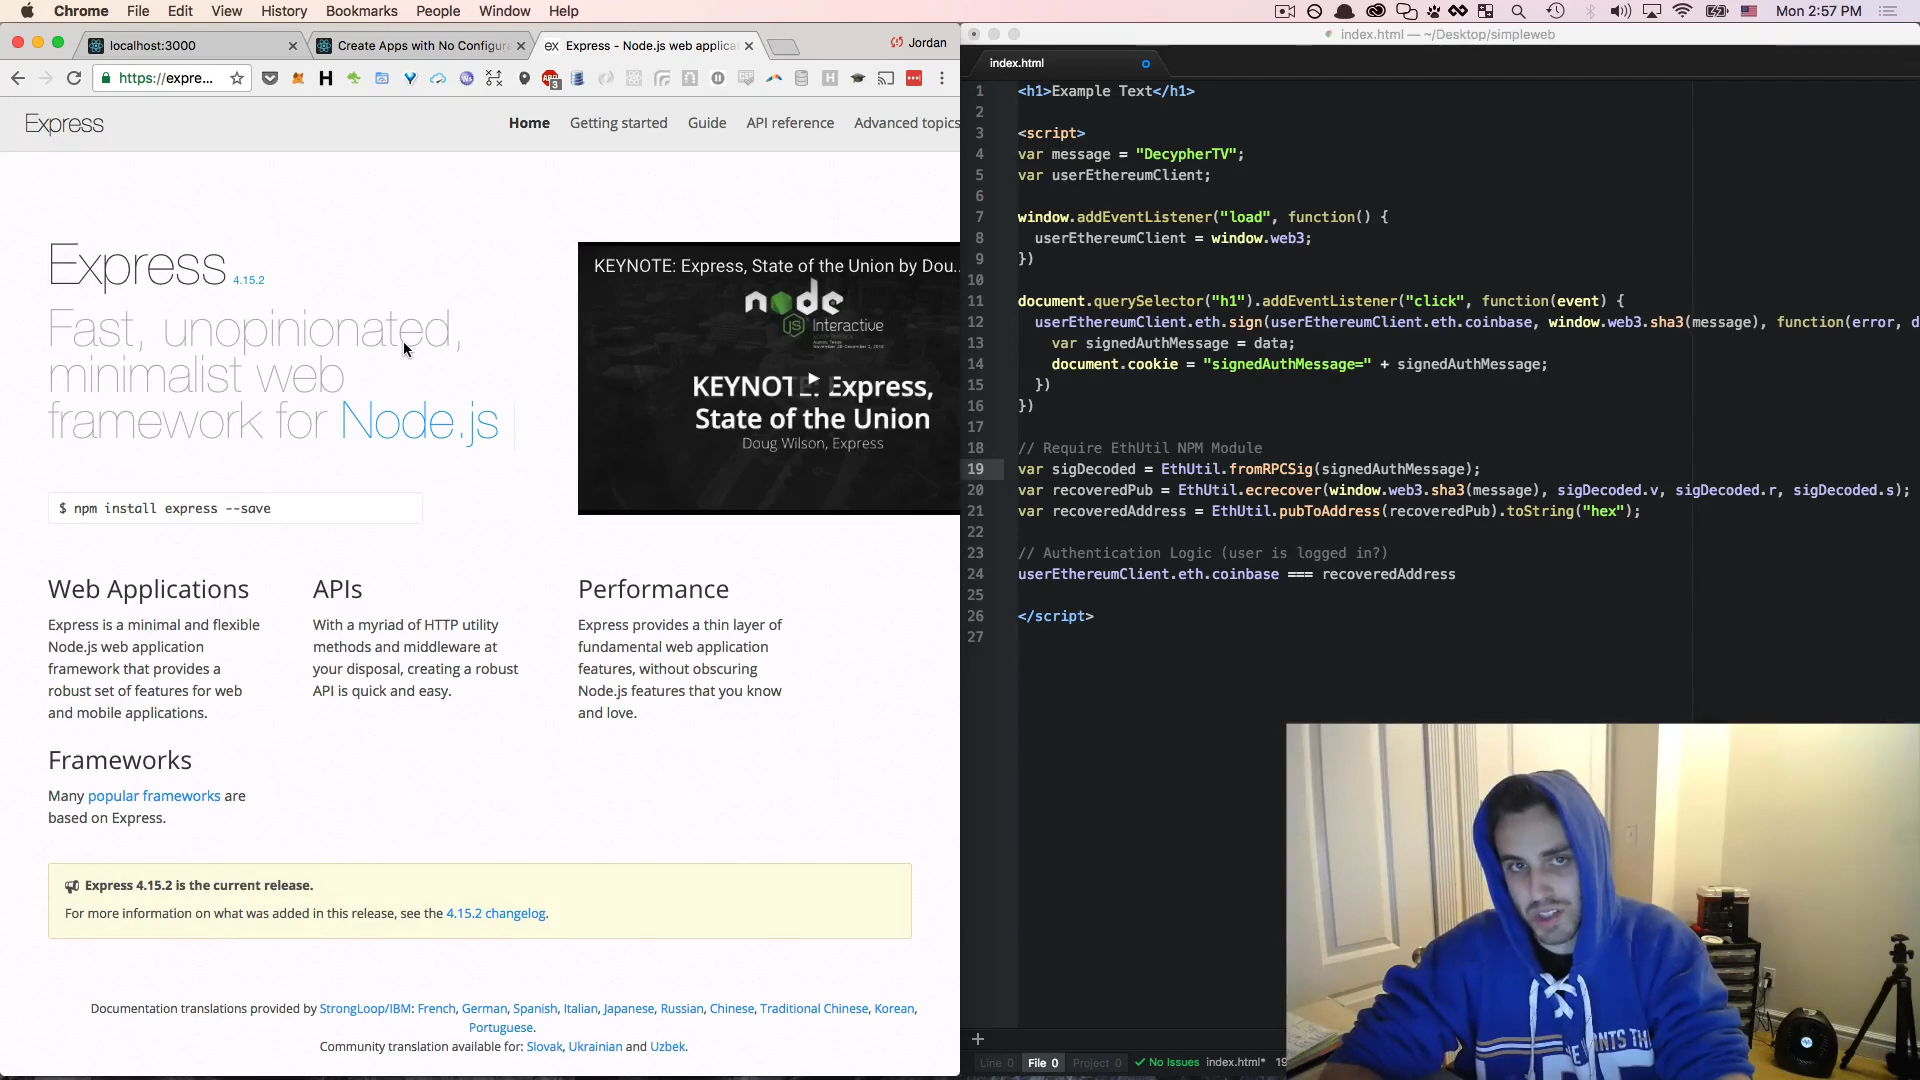 Chrome File Edit View History Bookmarks People Window Help
Mon 2:57 PM
localhost:3000
Create Apps with No Configura
ex Express - Node.js web applicat
Jordan
https://expre...
Express
Home Getting started Guide API reference Advanced topics
Express 4.15.2
Fast, unopinionated,
minimalist web
framework for Node.js
$ npm install express --save
KEYNOTE: Express, State of the Union by Dou...
node
Interactive
KEYNOTE: Express,
State of the Union
Doug Wilson, Express
Web Applications
Express is a minimal and flexible
Node.js web application
framework that provides a
robust set of features for web
and mobile applications.
APIs
With a myriad of HTTP utility
methods and middleware at
your disposal, creating a robust
API is quick and easy.
Performance
Express provides a thin layer of
fundamental web application
features, without obscuring
Node.js features that you know
and love.
Frameworks
Many popular frameworks are
based on Express.
Express 4.15.2 is the current release.
For more information on what was added in this release, see the 4.15.2 changelog.
Documentation translations provided by StrongLoop/IBM: French, German, Spanish, Italian, Japanese, Russian, Chinese, Traditional Chinese, Korean,
Portuguese.
Community translation available for: Slovak, Ukrainian and Uzbek.
index.html — ~/Desktop/simpleweb
index.html
1 <h1>Example Text</h1>
2
3 <script>
4 var message = "DecypherTV";
5 var userEthereumClient;
6
7 window.addEventListener("load", function() {
8 userEthereumClient = window.web3;
9 })
10
11 document.querySelector("h1").addEventListener("click", function(event) {
12 userEthereumClient.eth.sign(userEthereumClient.eth.coinbase, window.web3.sha3(message), function(error, d
13 var signedAuthMessage = data;
14 document.cookie = "signedAuthMessage=" + signedAuthMessage;
15 })
16 })
17
18 // Require EthUtil NPM Module
19 var sigDecoded = EthUtil.fromRPCSig(signedAuthMessage);
20 var recoveredPub = EthUtil.ecrecover(window.web3.sha3(message), sigDecoded.v, sigDecoded.r, sigDecoded.s);
21 var recoveredAddress = EthUtil.pubToAddress(recoveredPub).toString("hex");
22
23 // Authentication Logic (user is logged in?)
24 userEthereumClient.eth.coinbase === recoveredAddress
25
26 </script>
27
Line 0 File 0 Project 0 No Issues index.html* 19